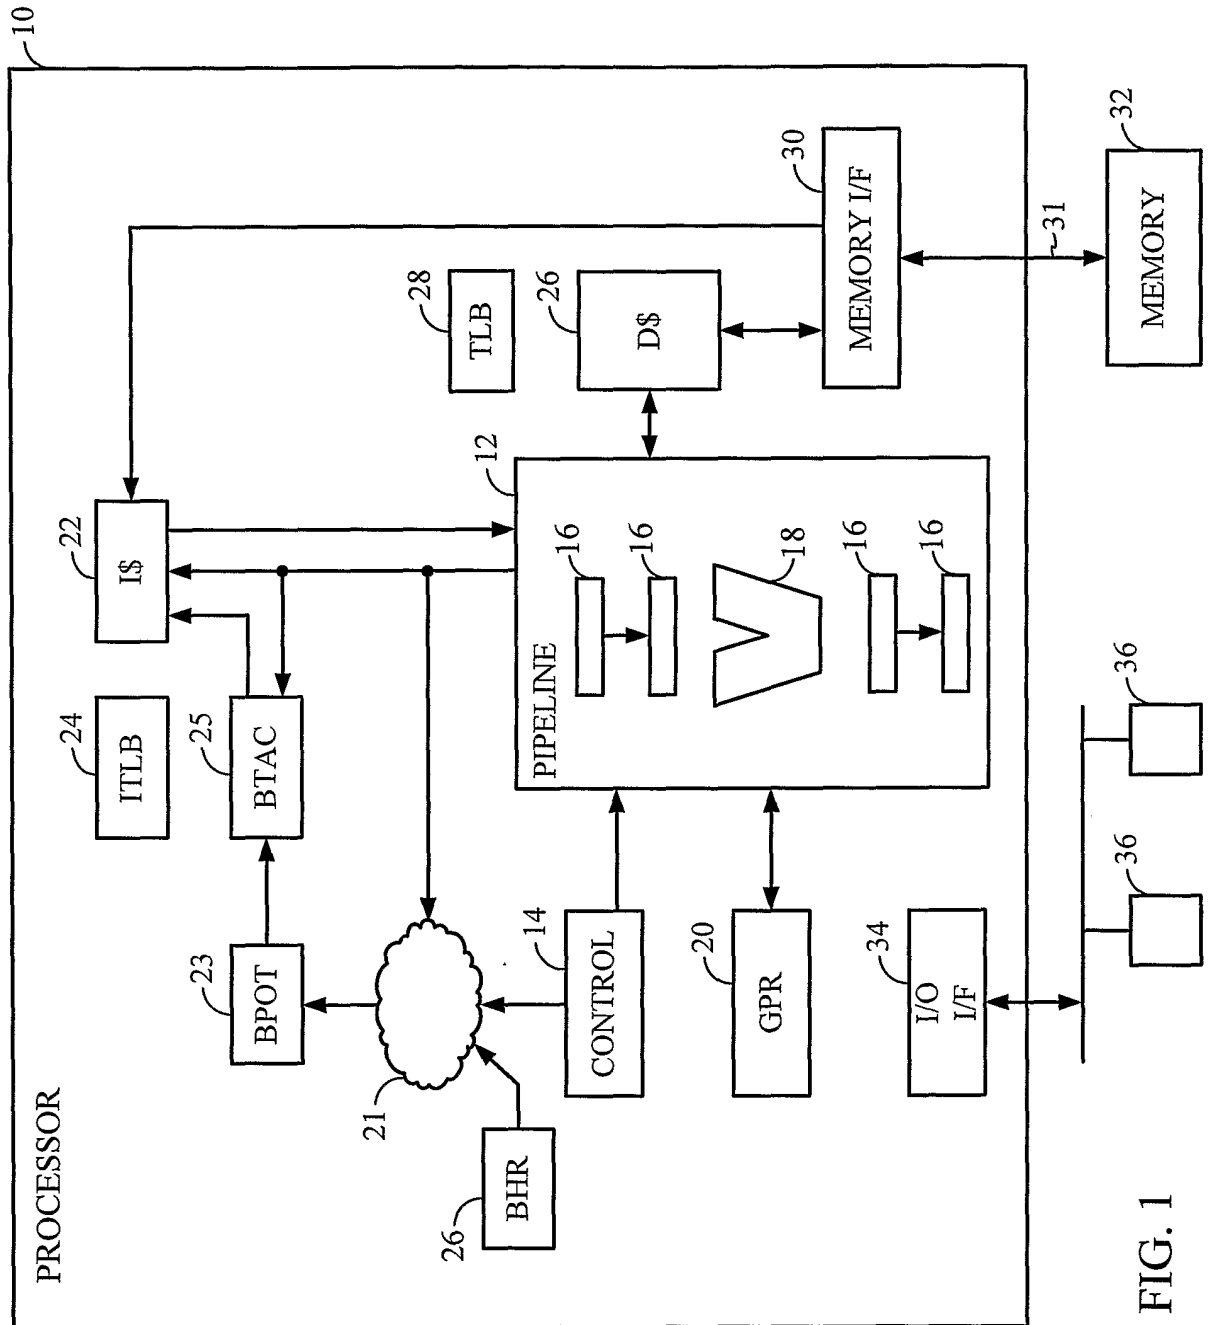 10
PROCESSOR
22
I$
24
ITLB
25
BTAC
23
BPOT
21
26
BHR
14
CONTROL
12
PIPELINE
16
16
18
16
16
20
GPR
28
TLB
26
D$
30
MEMORY I/F
34
I/O
I/F
31
32
MEMORY
36
36
FIG. 1